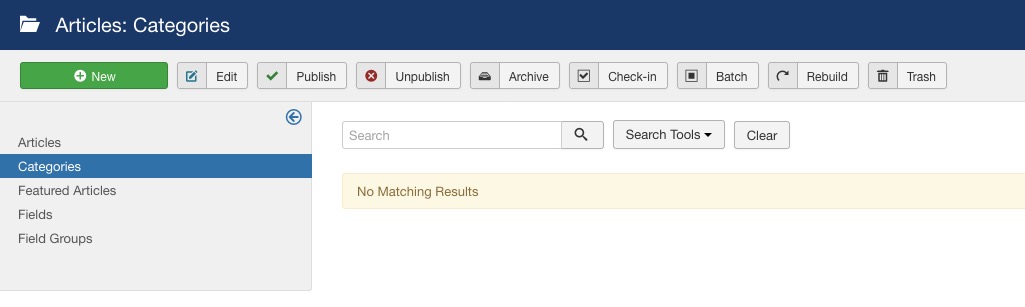 Articles: Categories
New Edit Publish Unpublish Archive Check-in Batch Rebuild Trash
Articles
Categories
Featured Articles
Fields
Field Groups
Search Search Tools Clear
No Matching Results